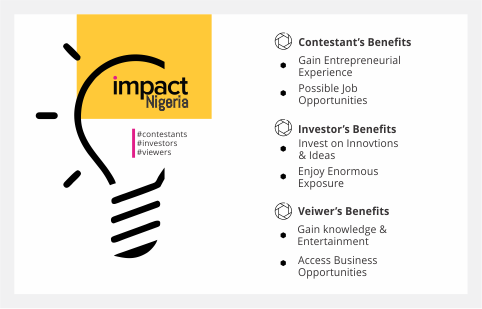 impact
Nigeria
#contestants
#investors
#viewers
Contestant's Benefits
Gain Entrepreneurial
Experience
Possible Job
Opportunities
Investor's Benefits
Invest on Innovtions
& Ideas
Enjoy Enormous
Exposure
Veiwer's Benefits
Gain knowledge &
Entertainment
Access Business
Opportunities